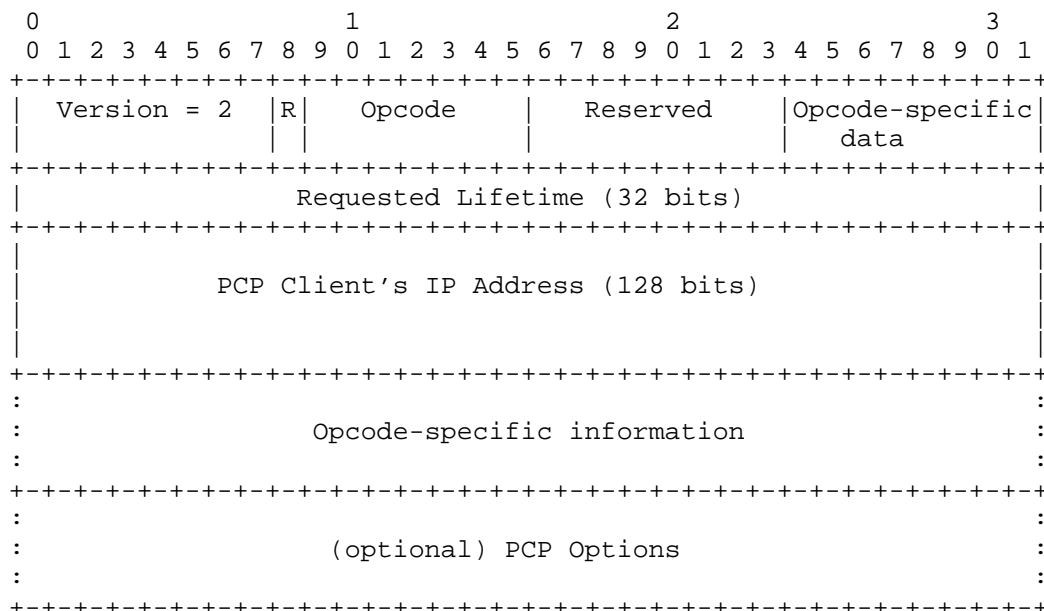 0                   1                   2                   3
 0 1 2 3 4 5 6 7 8 9 0 1 2 3 4 5 6 7 8 9 0 1 2 3 4 5 6 7 8 9 0 1
+-+-+-+-+-+-+-+-+-+-+-+-+-+-+-+-+-+-+-+-+-+-+-+-+-+-+-+-+-+-+-+-+
|  Version = 2  |R|   Opcode    |   Reserved    |Opcode-specific|
|               | |             |               |   data        |
+-+-+-+-+-+-+-+-+-+-+-+-+-+-+-+-+-+-+-+-+-+-+-+-+-+-+-+-+-+-+-+-+
|                 Requested Lifetime (32 bits)                  |
+-+-+-+-+-+-+-+-+-+-+-+-+-+-+-+-+-+-+-+-+-+-+-+-+-+-+-+-+-+-+-+-+
|                                                               |
|            PCP Client’s IP Address (128 bits)                 |
|                                                               |
|                                                               |
+-+-+-+-+-+-+-+-+-+-+-+-+-+-+-+-+-+-+-+-+-+-+-+-+-+-+-+-+-+-+-+-+
:                                                               :
:                  Opcode-specific information                  :
:                                                               :
+-+-+-+-+-+-+-+-+-+-+-+-+-+-+-+-+-+-+-+-+-+-+-+-+-+-+-+-+-+-+-+-+
:                                                               :
:                   (optional) PCP Options                      :
:                                                               :
+-+-+-+-+-+-+-+-+-+-+-+-+-+-+-+-+-+-+-+-+-+-+-+-+-+-+-+-+-+-+-+-+